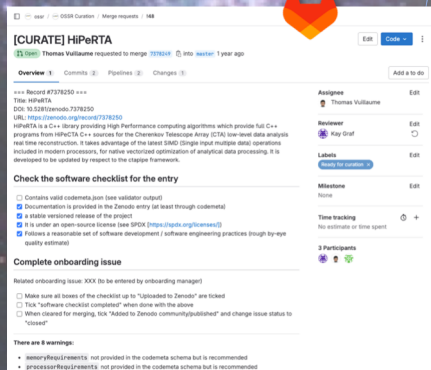 ossr / OSSR Curation / Merge requests / !48
[CURATE] HiPeRTA
Edit
Code
Open Thomas Vuillaume requested to merge 7378249 into master 1 year ago
Overview 1 Commits 2 Pipelines 2 Changes 1
Add a to do
=== Record #7378250 ===
Title: HiPeRTA
DOI: 10.5281/zenodo.7378250
URL: https://zenodo.org/record/7378250
HiPeRTA is a C++ library providing High Performance computing algorithms which provide full C++
programs from HiPeCTA C++ sources for the Cherenkov Telescope Array (CTA) low-level data analysis
real time reconstruction. It takes advantage of the latest SIMD (Single input multiple data) operations
included in modern processors, for native vectorized optimization of analytical data processing. It is
developed to be updated by respect to the ctapipe framework.
Check the software checklist for the entry
Contains valid codemeta.json (see validator output)
Documentation is provided in the Zenodo entry (at least through codemeta)
a stable versioned release of the project
It is under an open-source license (see SPDX [https://spdx.org/licenses/])
Follows a reasonable set of software development / software engineering practices (rough by-eye
quality estimate)
Complete onboarding issue
Related onboarding issue: XXX (to be entered by onboarding manager)
Make sure all boxes of the checklist up to "Uploaded to Zenodo" are ticked
Tick "software checklist completed" when done with the above
When cleared for merging, tick "Added to Zenodo community/published" and change issue status to
"closed"
There are 8 warnings:
memoryRequirements not provided in the codemeta schema but is recommended
processorRequirements not provided in the codemeta schema but is recommended
Assignee
Edit
Thomas Vuillaume
Reviewer
Edit
Kay Graf
Labels
Edit
Ready for curation
Milestone
Edit
None
Time tracking
No estimate or time spent
3 Participants